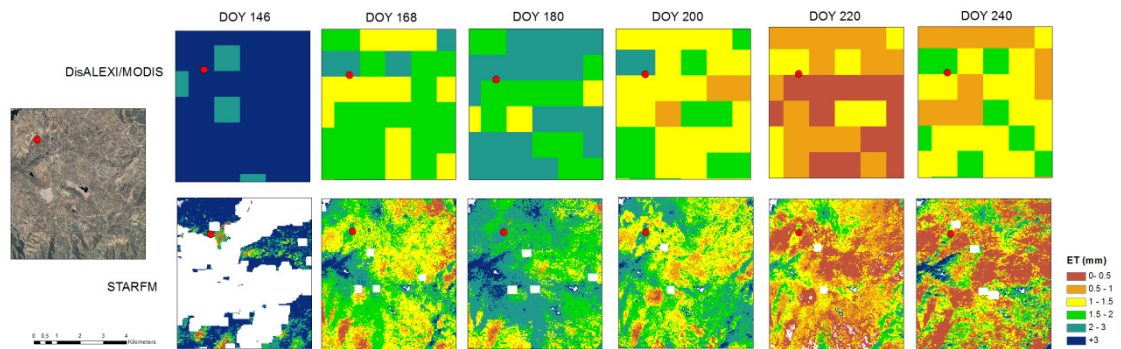 DOY 146 DOY 168 DOY 180 DOY 200 DOY 220 DOY 240
DisALEXI/MODIS
STARFM
ET (mm)
0- 0.5
0.5 - 1
1 - 1.5
1.5 - 2
2 - 3
+3
0 0.5 1 2 3 4
Kilometers